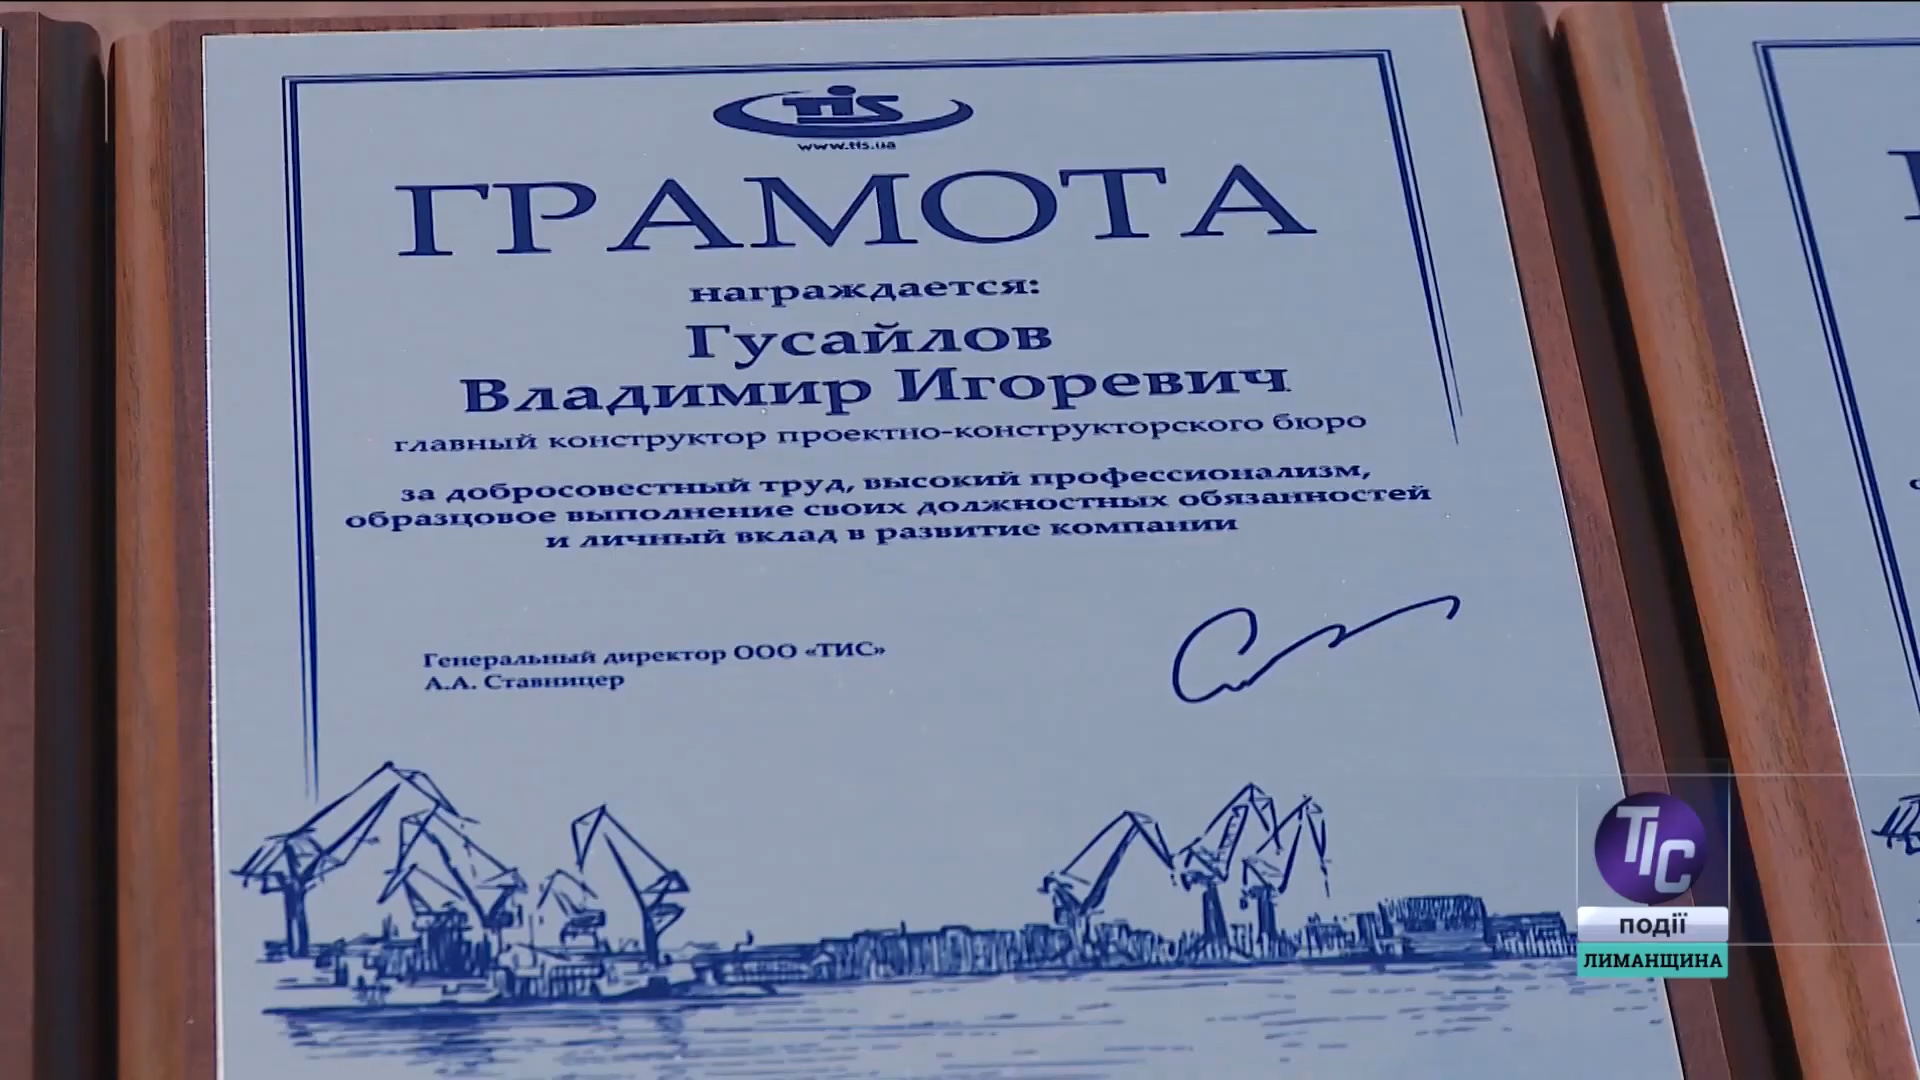 TIS
www.tis.ua
ГРАМОТА
награждается:
Гусайлов
Владимир Игоревич
главный конструктор проектно-конструкторского бюро
за добросовестный труд, высокий профессионализм,
образцовое выполнение своих должностных обязанностей
и личный вклад в развитие компании
Генеральный директор ООО «ТИС»
А.А. Ставницер
ТІС
події
ЛИМАНЩИНА